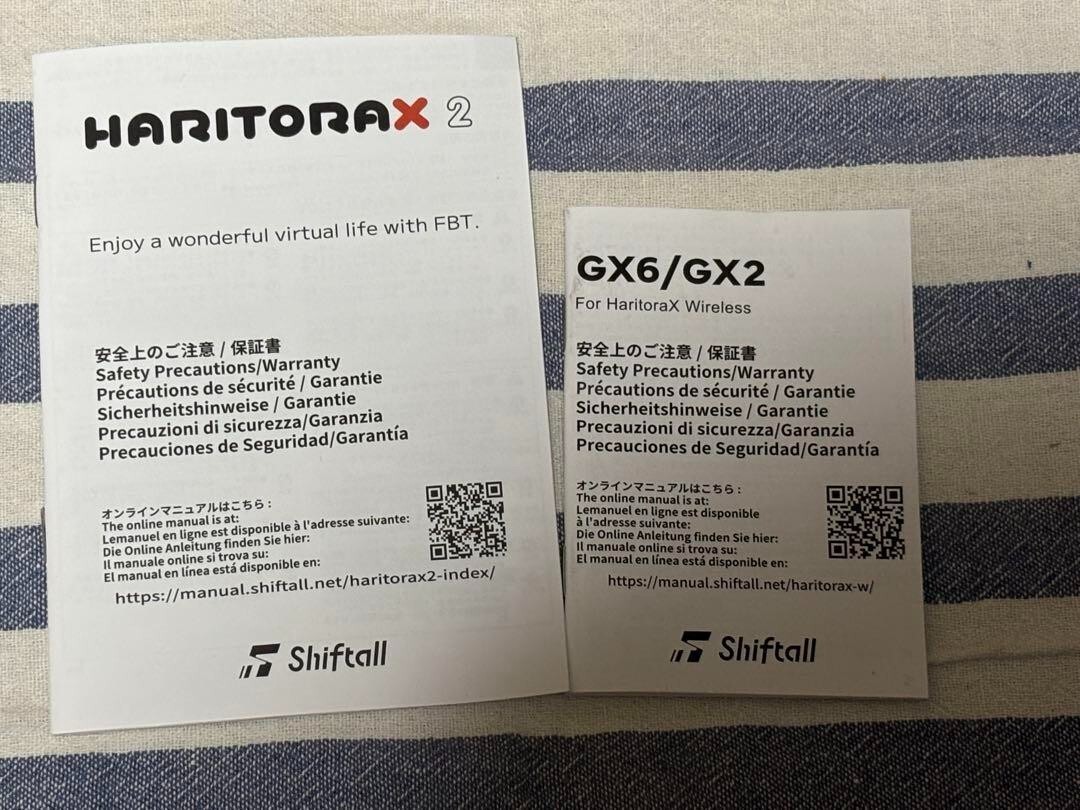 HARITORAX 2
Enjoy a wonderful virtual life with FBT.
安全上のご注意 / 保証書
Safety Precautions/Warranty
Précautions de sécurité / Garantie
Sicherheitshinweise / Garantie
Precauzioni di sicurezza/Garanzia
Precauciones de Seguridad/Garantía
オンラインマニュアルはこちら :
The online manual is at:
Lemanuel en ligne est disponible à l'adresse suivante:
Die Online Anleitung finden Sie hier:
Il manuale online si trova su:
El manual en línea está disponible en:
https://manual.shiftall.net/haritorax2-index/
Shiftall
GX6/GX2
For HaritoraX Wireless
安全上のご注意 / 保証書
Safety Precautions/Warranty
Précautions de sécurité / Garantie
Sicherheitshinweise / Garantie
Precauzioni di sicurezza/Garanzia
Precauciones de Seguridad/Garantía
オンラインマニュアルはこちら :
The online manual is at:
Lemanuel en ligne est disponible
à l'adresse suivante:
Die Online Anleitung finden Sie hier:
Il manuale online si trova su:
El manual en línea está disponible en:
https://manual.shiftall.net/haritorax-w/
Shiftall